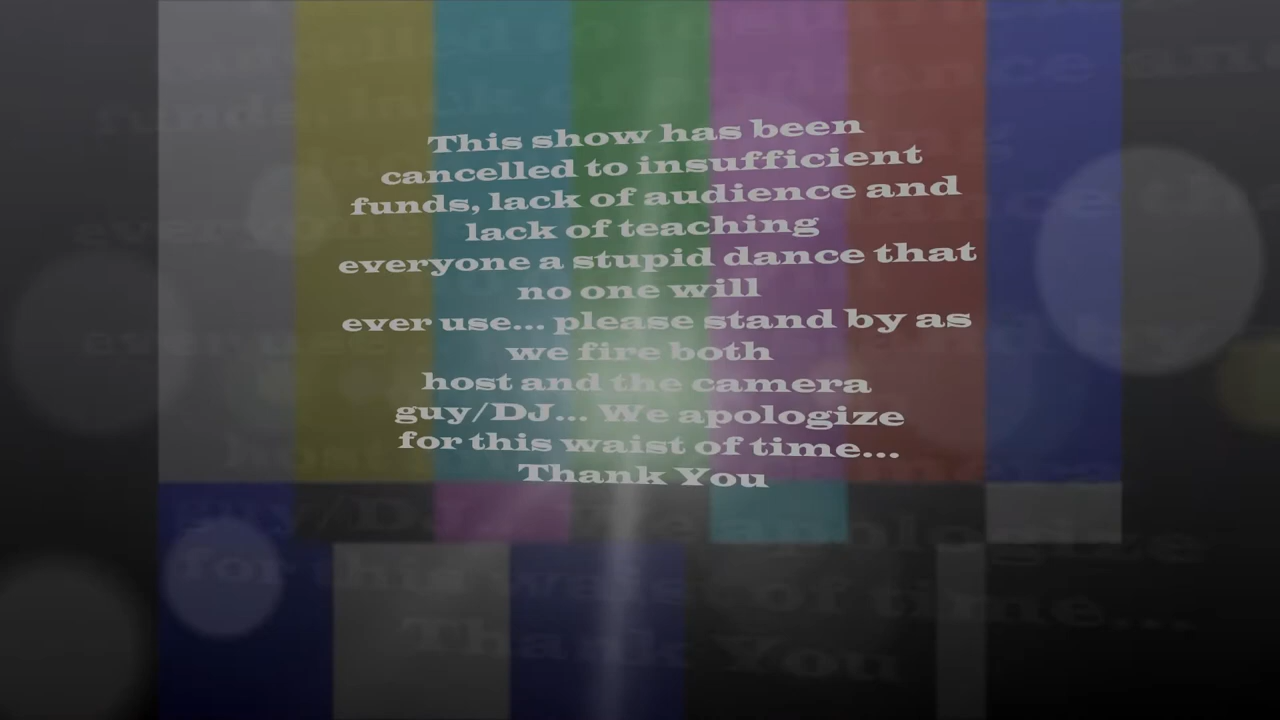 This show has been
cancelled to insufficient
funds, lack of audience and
lack of teaching
everyone a stupid dance that
no one will
ever use... please stand by as
we fire both
host and the camera
guy/DJ... We apologize
for this waist of time...
Thank You